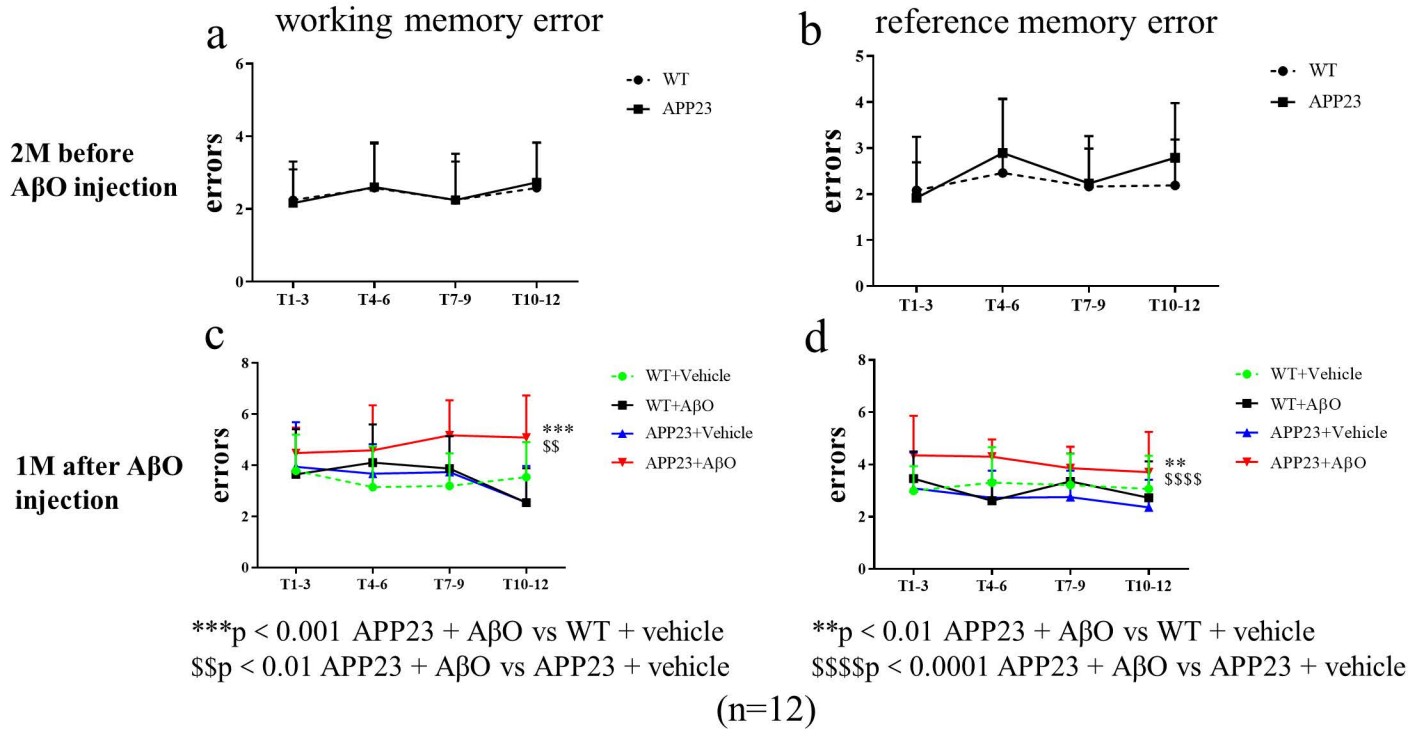 a
working memory error
b
reference memory error
2M before
AβO injection
errors
6
4
2
0
T1-3
T4-6
T7-9
T10-12
WT
APP23
errors
5
4
3
2
1
0
T1-3
T4-6
T7-9
T10-12
WT
APP23
1M after AβO
injection
c
errors
8
6
4
2
0
T1-3
T4-6
T7-9
T10-12
***
$$
WT+Vehicle
WT+AβO
APP23+Vehicle
APP23+AβO
d
errors
8
6
4
2
0
T1-3
T4-6
T7-9
T10-12
**
$$$$
WT+Vehicle
WT+AβO
APP23+Vehicle
APP23+AβO
***p < 0.001 APP23 + AβO vs WT + vehicle
$$p < 0.01 APP23 + AβO vs APP23 + vehicle
**p < 0.01 APP23 + AβO vs WT + vehicle
$$$$p < 0.0001 APP23 + AβO vs APP23 + vehicle
(n=12)